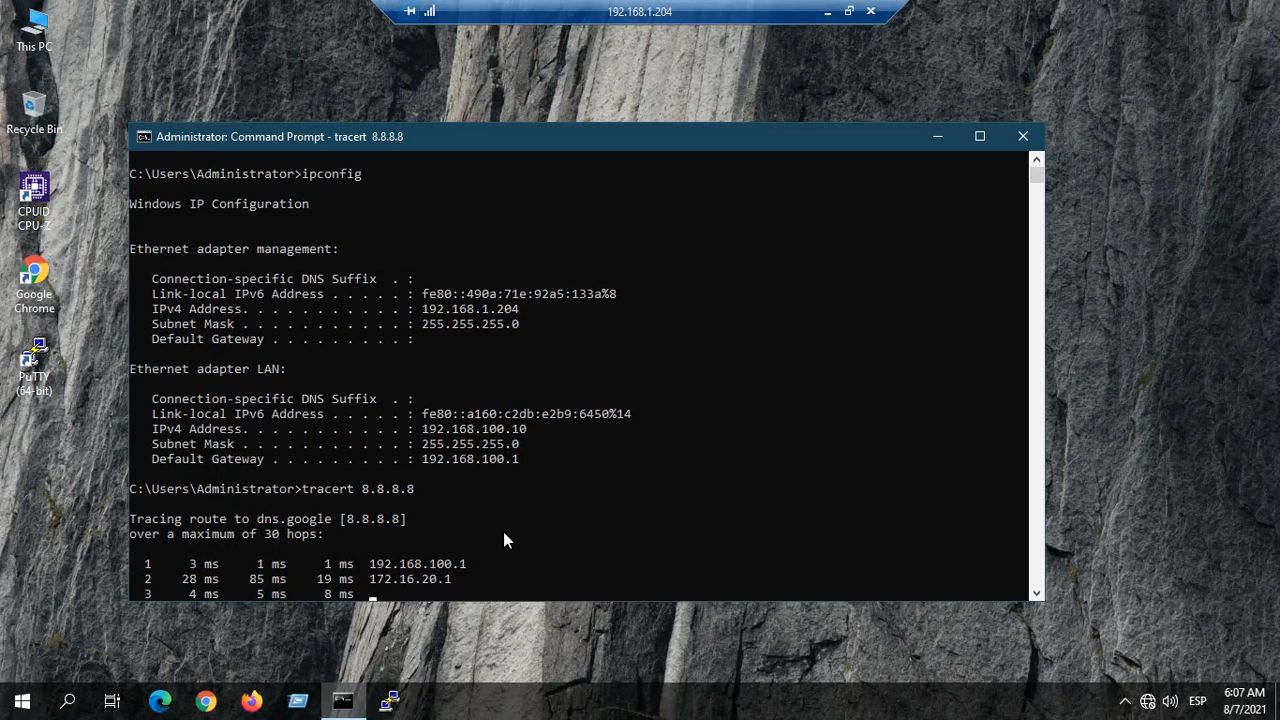 192.168.1.204
This PC
Recycle Bin
CPUID
CPU-Z
Google
Chrome
PuTTY
(64-bit)
Administrator: Command Prompt - tracert  8.8.8.8
C:\Users\Administrator>ipconfig
Windows IP Configuration
Ethernet adapter management:
   Connection-specific DNS Suffix  . :
   Link-local IPv6 Address . . . . . : fe80::490a:71e:92a5:133a%8
   IPv4 Address. . . . . . . . . . . : 192.168.1.204
   Subnet Mask . . . . . . . . . . . : 255.255.255.0
   Default Gateway . . . . . . . . . :
Ethernet adapter LAN:
   Connection-specific DNS Suffix  . :
   Link-local IPv6 Address . . . . . : fe80::a160:c2db:e2b9:6450%14
   IPv4 Address. . . . . . . . . . . : 192.168.100.10
   Subnet Mask . . . . . . . . . . . : 255.255.255.0
   Default Gateway . . . . . . . . . : 192.168.100.1
C:\Users\Administrator>tracert 8.8.8.8
Tracing route to dns.google [8.8.8.8]
over a maximum of 30 hops:
  1     3 ms     1 ms     1 ms  192.168.100.1
  2    28 ms    85 ms    19 ms  172.16.20.1
  3     4 ms     5 ms     8 ms
ESP
6:07 AM
8/7/2021